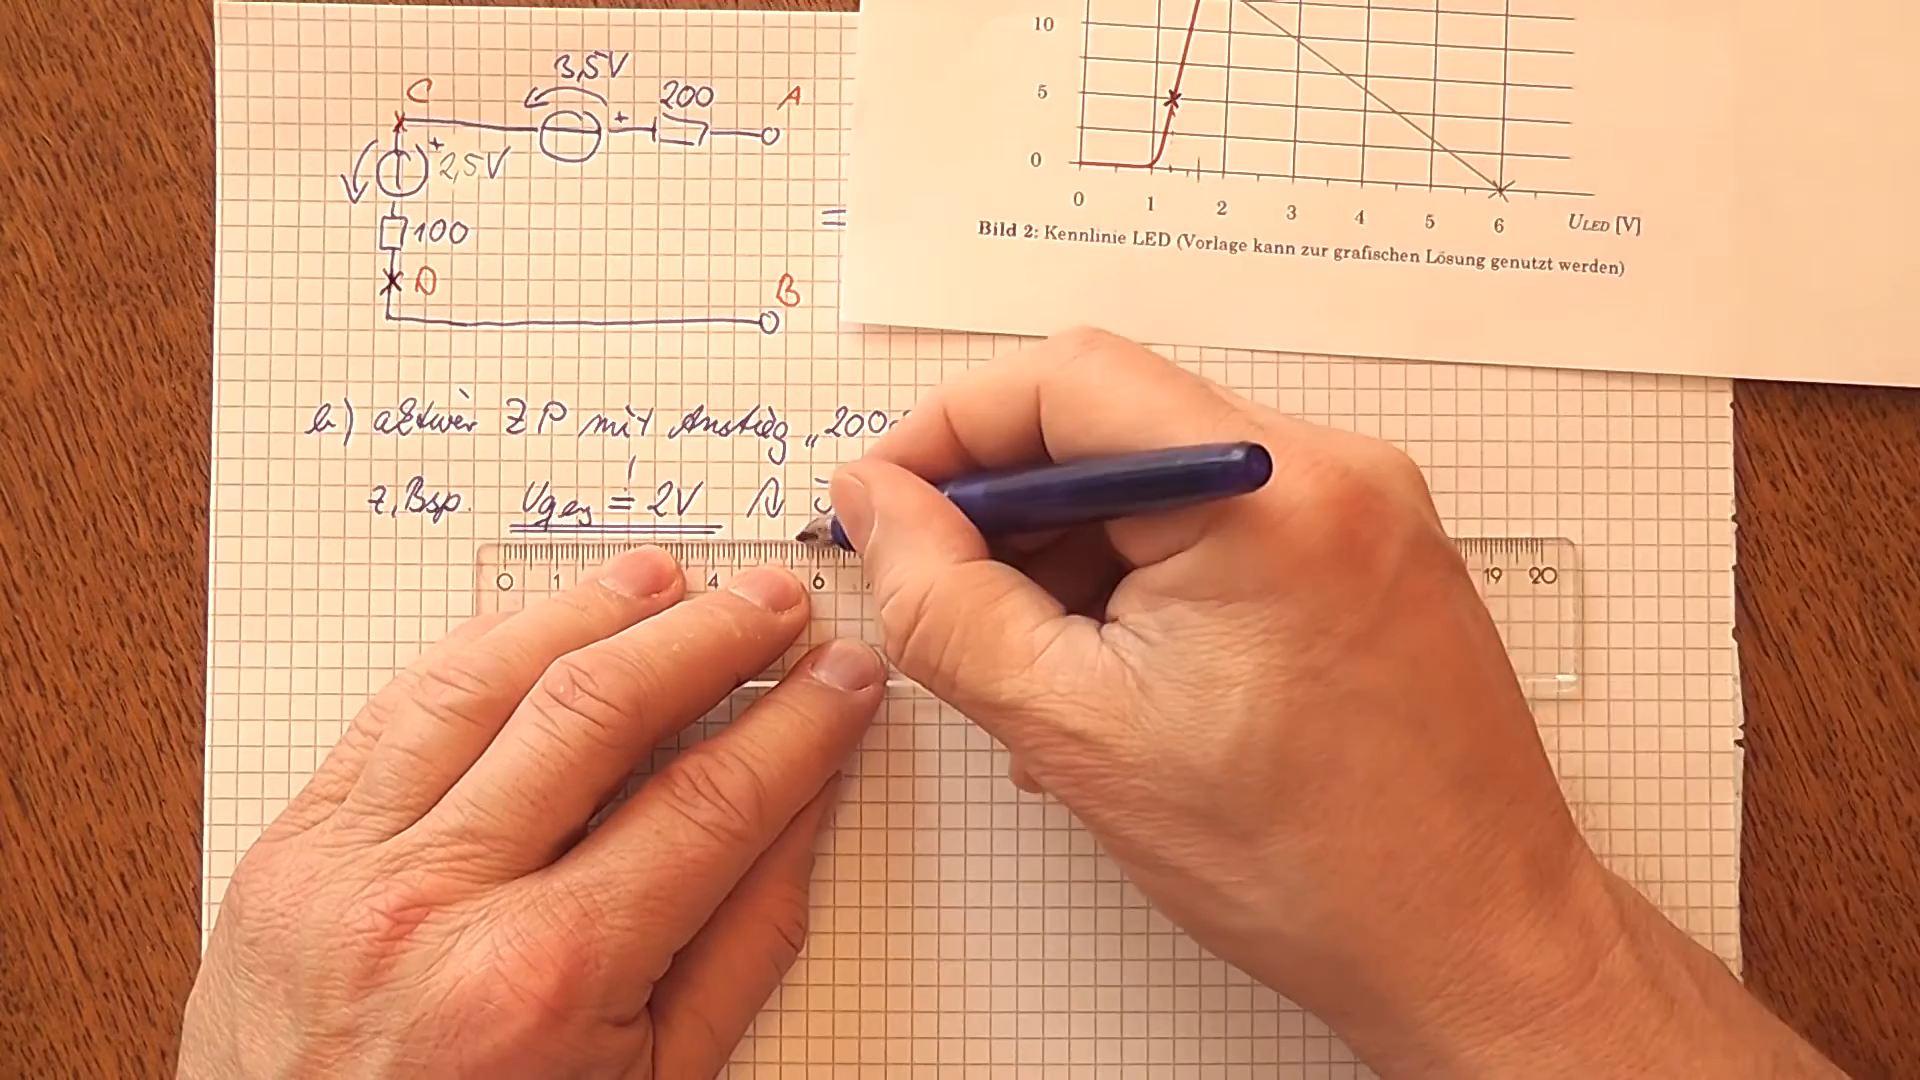 3,5V
C
+
200
A
+
2,5V
100
=
D
B
b) aktiver ZP mit Anstieg „200
z.Bsp. Uges = 2V
0 1 4 6 19 20
10
5
0
0 1 2 3 4 5 6 ULED [V]
Bild 2: Kennlinie LED (Vorlage kann zur grafischen Lösung genutzt werden)